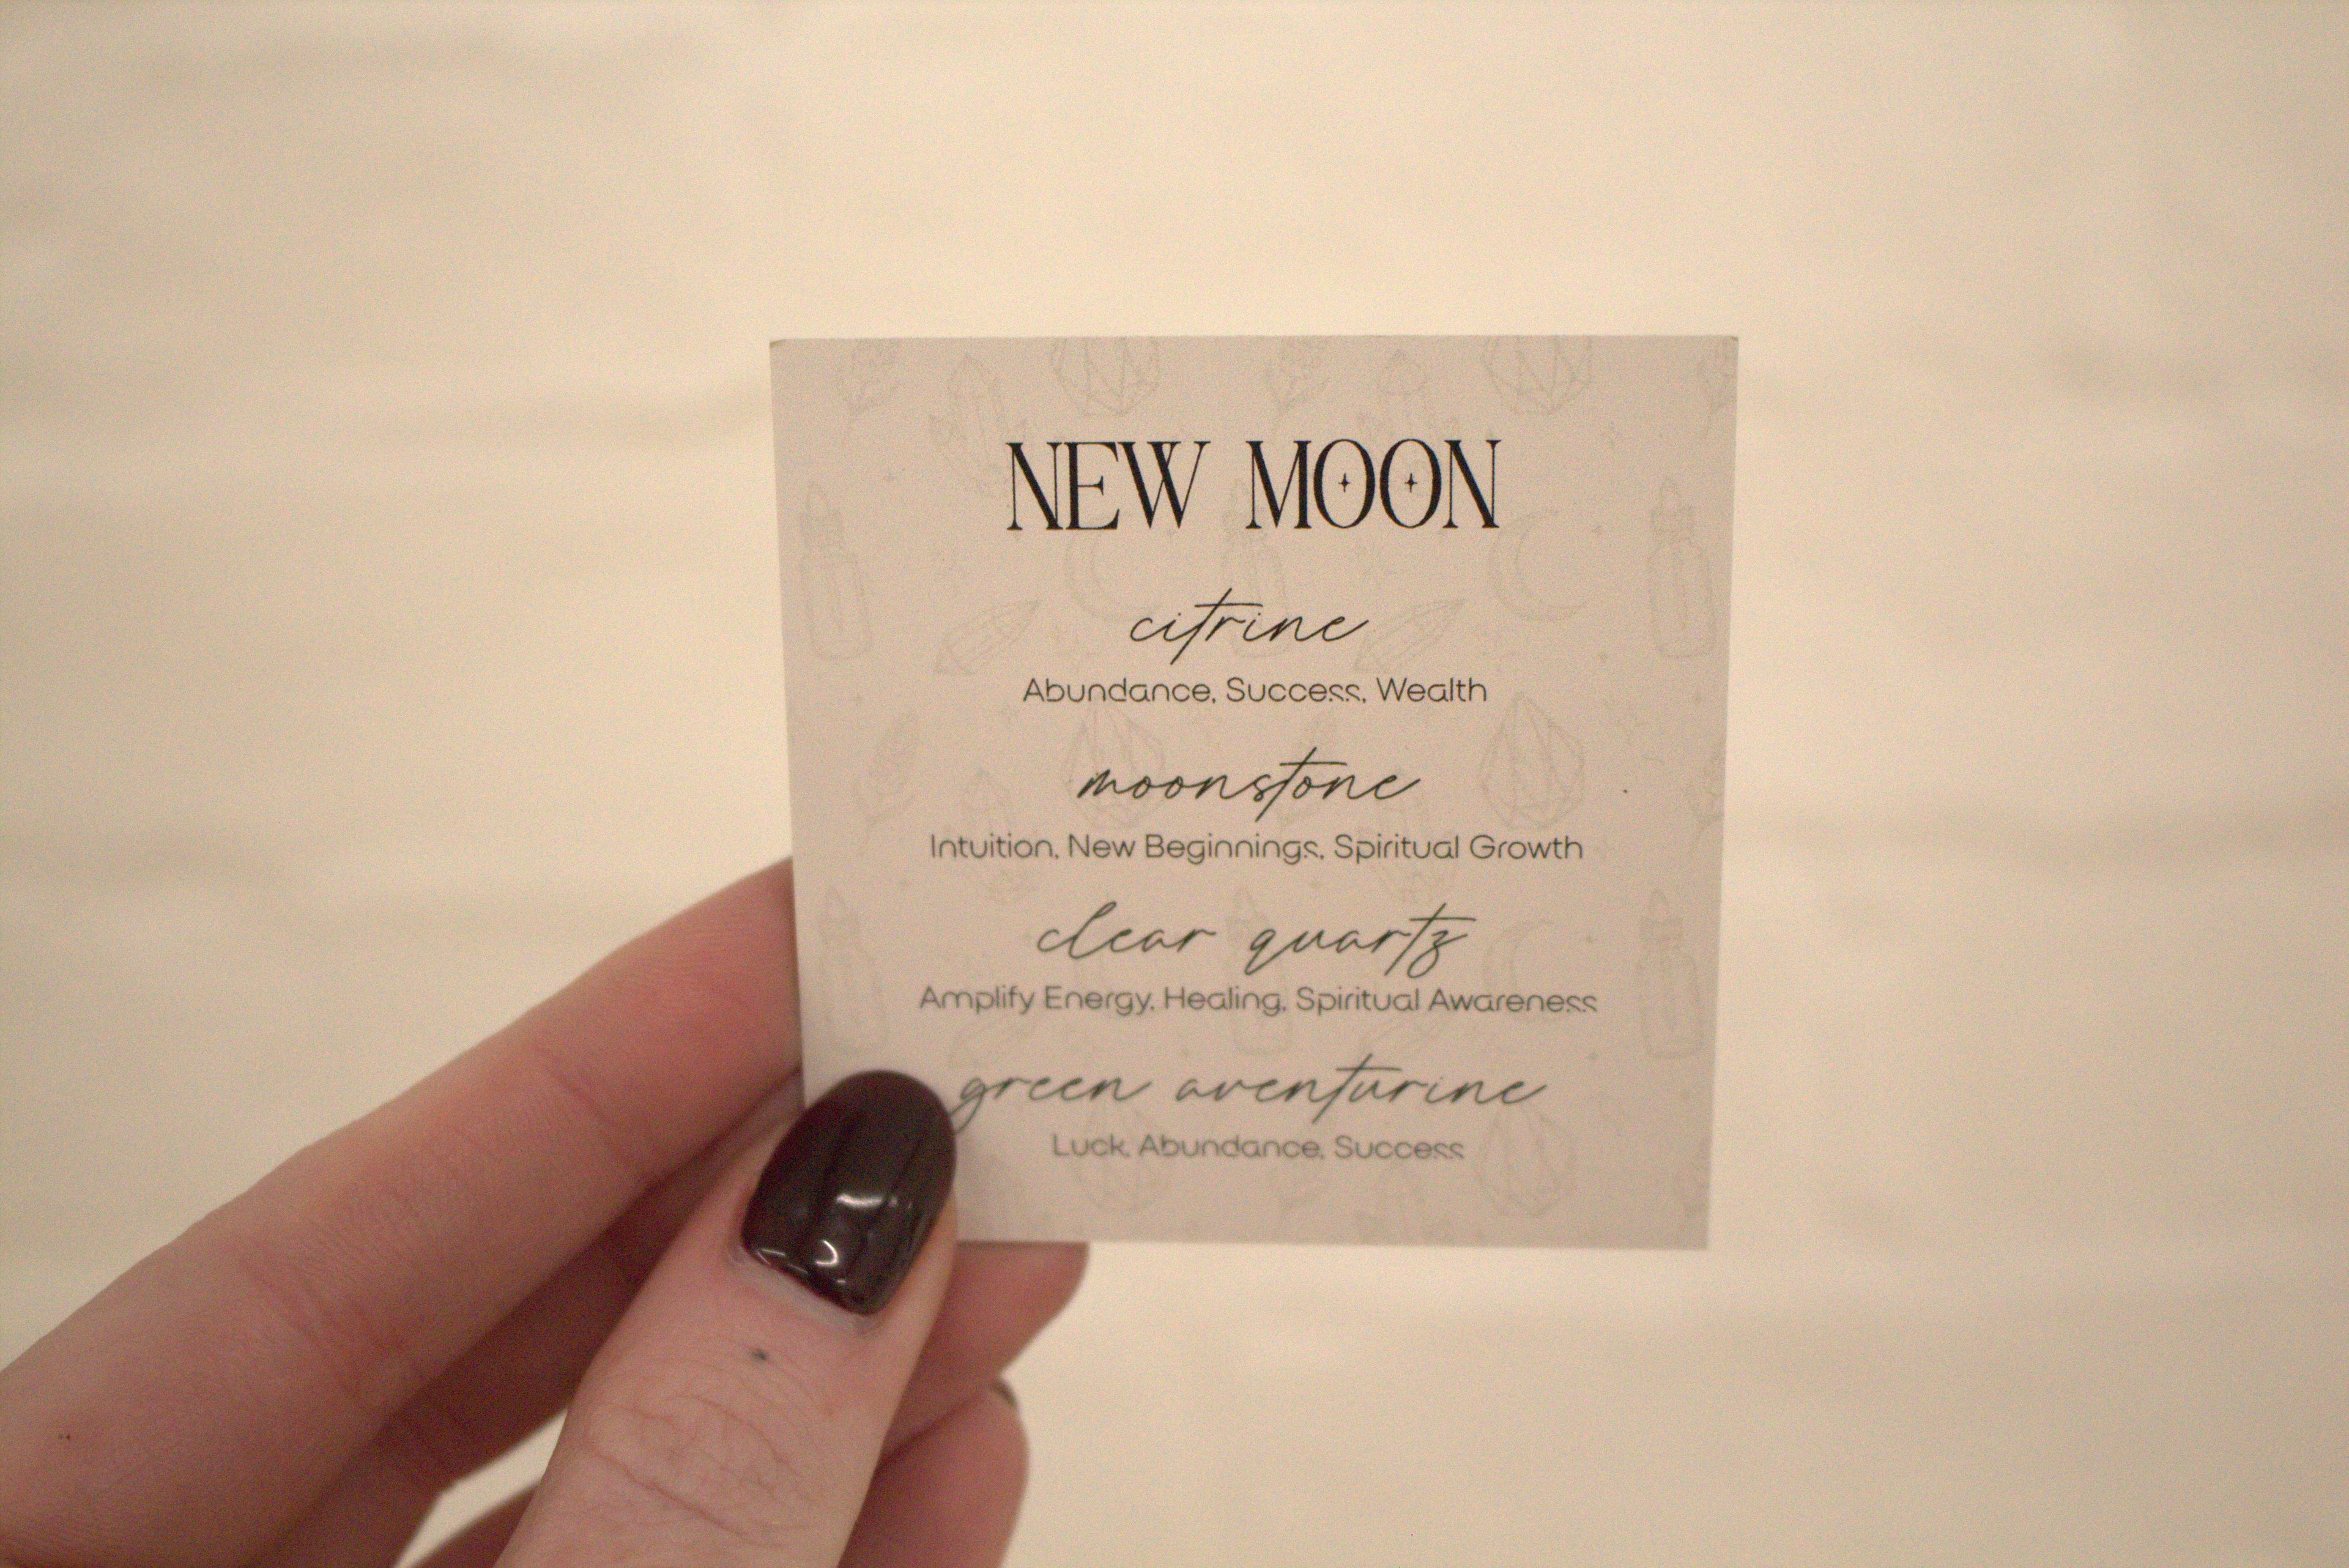 NEW MOON
citrine
Abundance, Success, Wealth
moonstone
Intuition, New Beginnings, Spiritual Growth
clear quartz
Amplify Energy, Healing, Spiritual Awareness
green aventurine
Luck, Abundance, Success